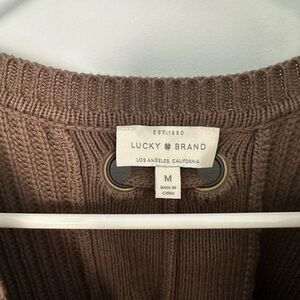 EST. 1990
LUCKY BRAND
LOS ANGELES, CALIFORNIA
M
MADE IN
CHINA